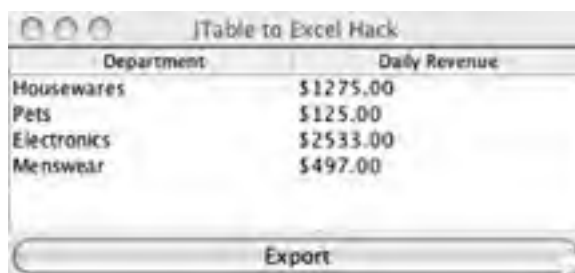 JTable to Excel Hack
Department Daily Revenue
Housewares $1275.00
Pets $125.00
Electronics $2533.00
Menswear $497.00
Export